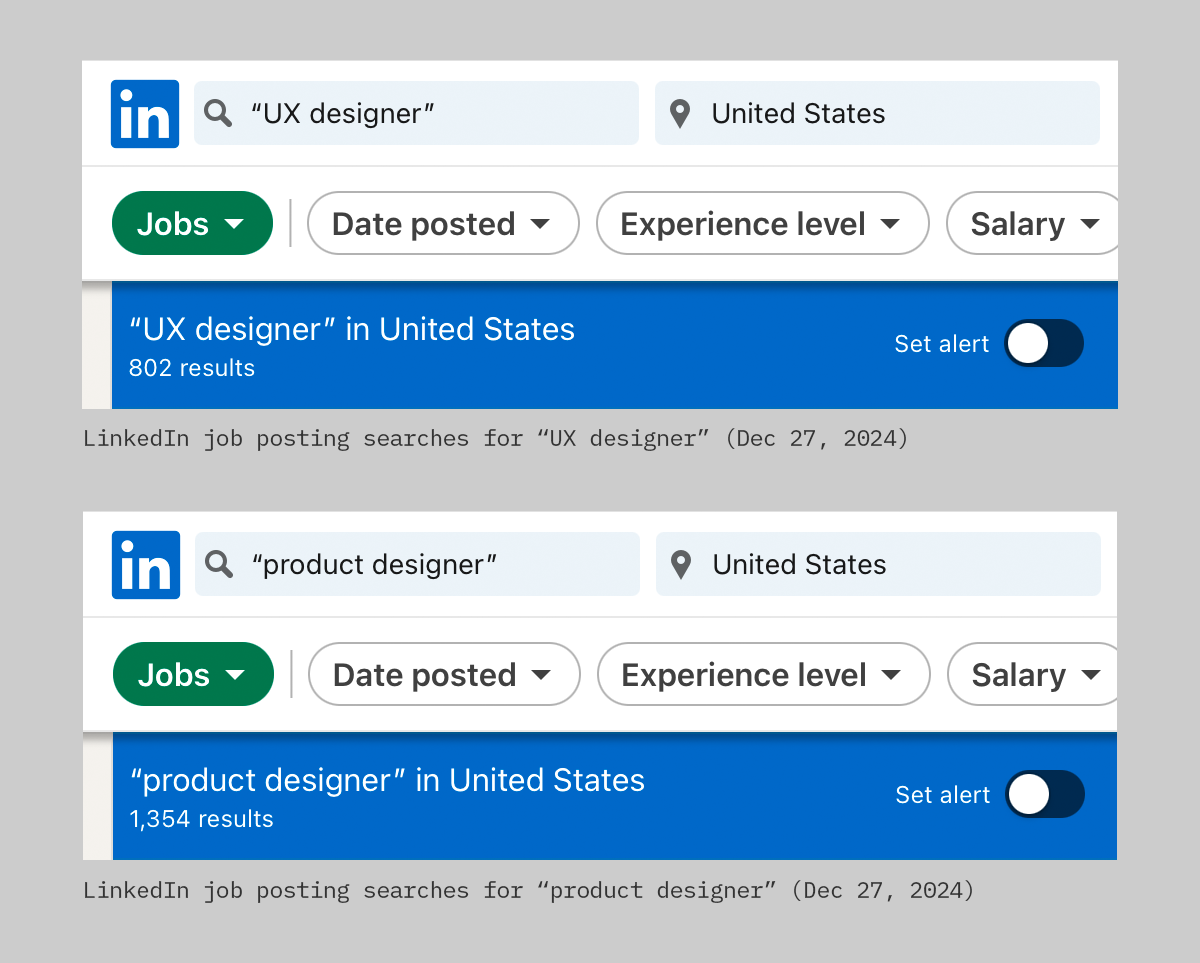 in “UX designer” United States
Jobs Date posted Experience level Salary
“UX designer” in United States
802 results
Set alert
LinkedIn job posting searches for “UX designer” (Dec 27, 2024)
in “product designer” United States
Jobs Date posted Experience level Salary
“product designer” in United States
1,354 results
Set alert
LinkedIn job posting searches for “product designer” (Dec 27, 2024)